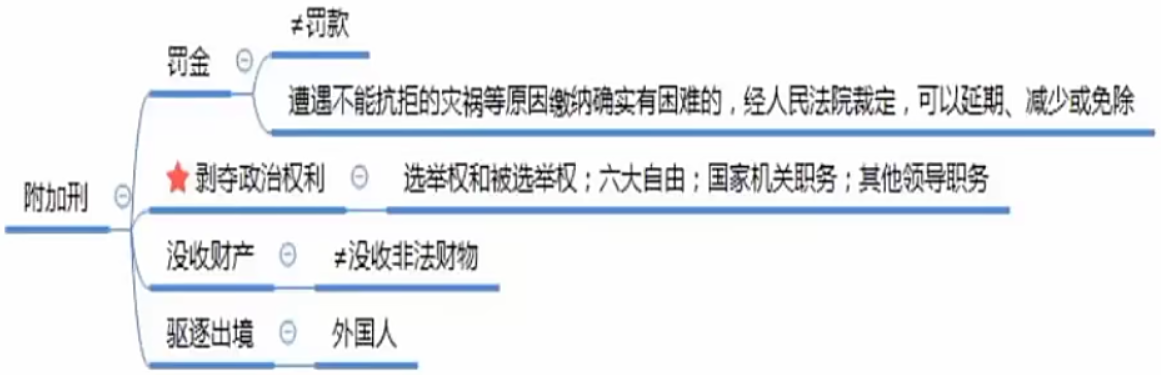 ≠罚款
罚金
遭遇不能抗拒的灾祸等原因缴纳确实有困难的，经人民法院裁定，可以延期、减少或免除
附加刑
剥夺政治权利
选举权和被选举权；六大自由；国家机关职务；其他领导职务
没收财产
≠没收非法财物
驱逐出境
外国人